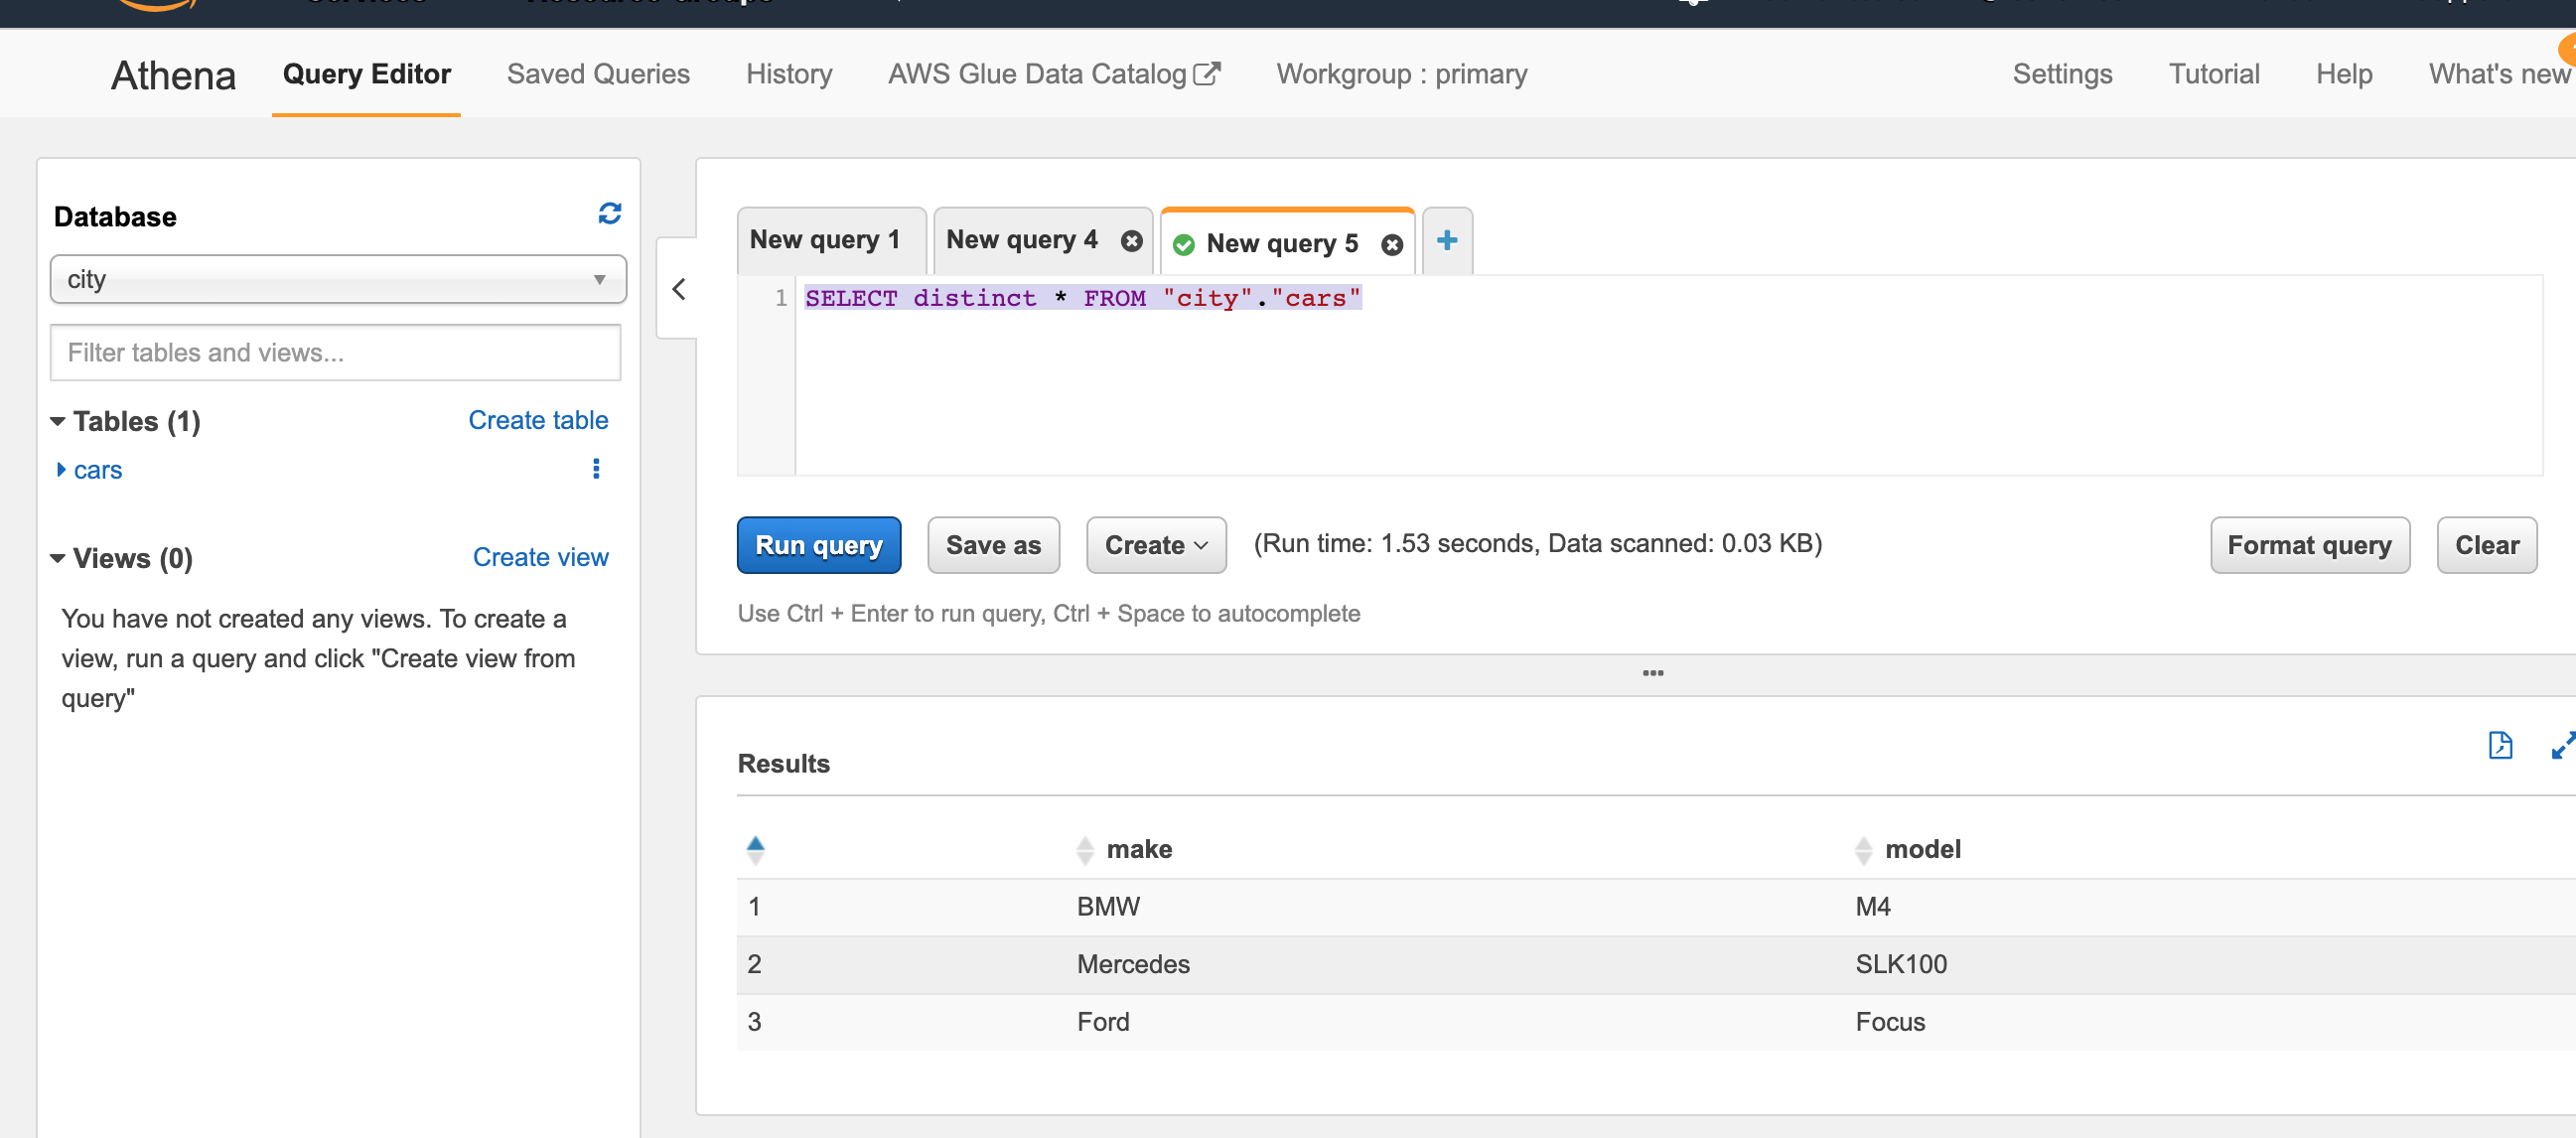 Athena Query Editor Saved Queries History AWS Glue Data Catalog Workgroup : primary Settings Tutorial Help What's new
Database
city
Filter tables and views...
Tables (1) Create table
cars
Views (0) Create view
You have not created any views. To create a
view, run a query and click "Create view from
query"
New query 1 New query 4 New query 5
1 SELECT distinct * FROM "city"."cars"
Run query Save as Create (Run time: 1.53 seconds, Data scanned: 0.03 KB) Format query Clear
Use Ctrl + Enter to run query, Ctrl + Space to autocomplete
Results
make model
1 BMW M4
2 Mercedes SLK100
3 Ford Focus